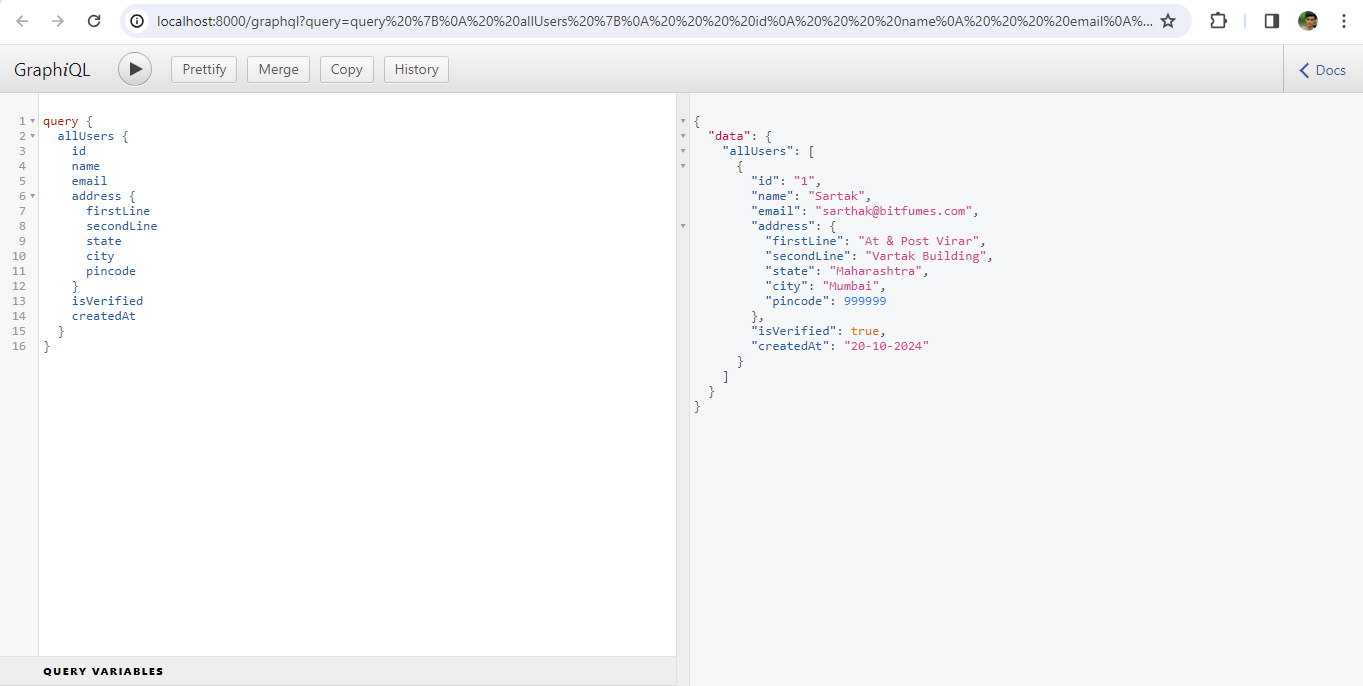 localhost:8000/graphql?query=query%20%7B%0A%20%20allUsers%20%7B%0A%20%20%20%20id%0A%20%20%20%20name%0A%20%20%20%20email%0A%...
GraphiQL Prettify Merge Copy History Docs
1 query {
2 allUsers {
3 id
4 name
5 email
6 address {
7 firstLine
8 secondLine
9 state
10 city
11 pincode
12 }
13 isVerified
14 createdAt
15 }
16 }
{
"data": {
"allUsers": [
{
"id": "1",
"name": "Sartak",
"email": "sarthak@bitfumes.com",
"address": {
"firstLine": "At & Post Virar",
"secondLine": "Vartak Building",
"state": "Maharashtra",
"city": "Mumbai",
"pincode": 999999
},
"isVerified": true,
"createdAt": "20-10-2024"
}
]
}
}
QUERY VARIABLES